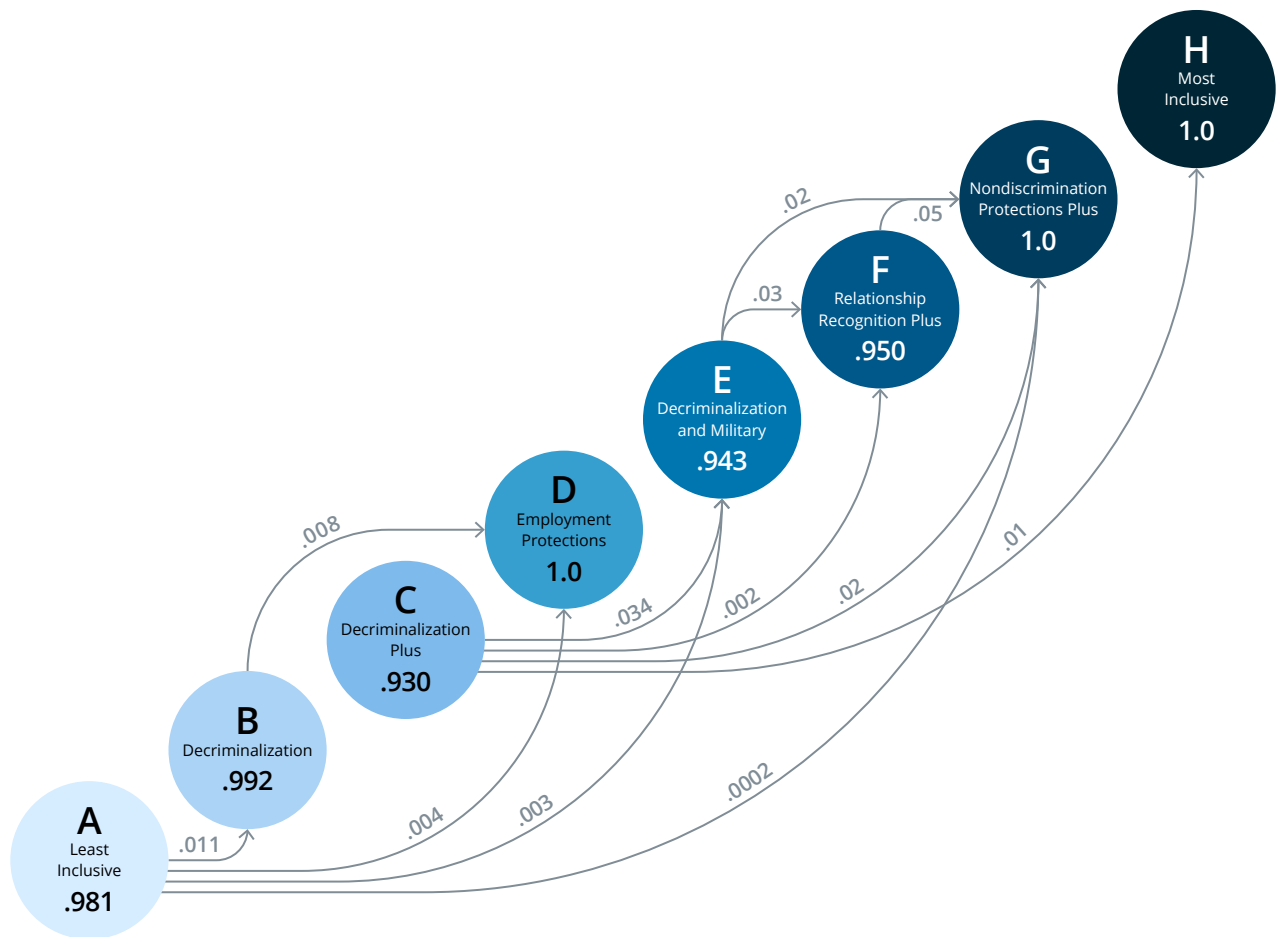 H
Most
Inclusive
1.0
G
Nondiscrimination
Protections Plus
1.0
.02
.05
F
Relationship
Recognition Plus
.950
.03
E
Decriminalization
and Military
.943
D
Employment
Protections
1.0
.008
C
Decriminalization
Plus
.930
.034
.002
.02
.01
B
Decriminalization
.992
A
Least
Inclusive
.981
.011
.004
.003
.0002